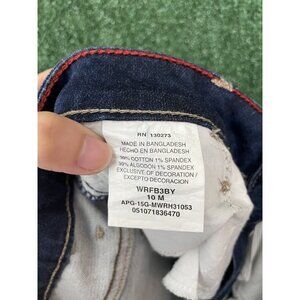 RN 130273
MADE IN BANGLADESH
HECHO EN BANGLADESH
99% COTTON 1% SPANDEX
99% ALGODON 1% SPANDEX
EXCLUSIVE OF DECORATION /
EXCEPTO DECORACION
WRFB3BY
10 M
APG-15G-MWRH31053
051071836470